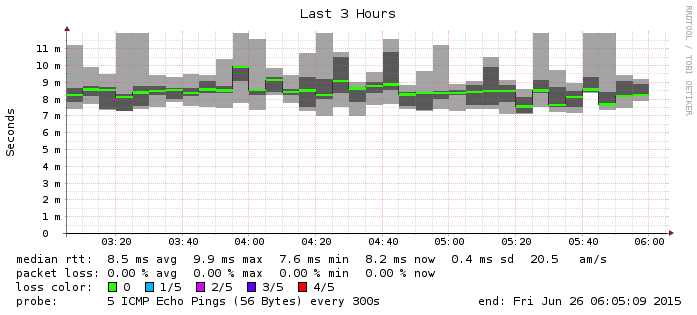 Last 3 Hours
RRDTOOL / TOBI OETIKER
Seconds
11 m
10 m
9 m
8 m
7 m
6 m
5 m
4 m
3 m
2 m
1 m
0
03:20 03:40 04:00 04:20 04:40 05:00 05:20 05:40 06:00
median rtt: 8.5 ms avg 9.9 ms max 7.6 ms min 8.2 ms now 0.4 ms sd 20.5 am/s
packet loss: 0.00 % avg 0.00 % max 0.00 % min 0.00 % now
loss color: 0 1/5 2/5 3/5 4/5
probe: 5 ICMP Echo Pings (56 Bytes) every 300s end: Fri Jun 26 06:05:09 2015